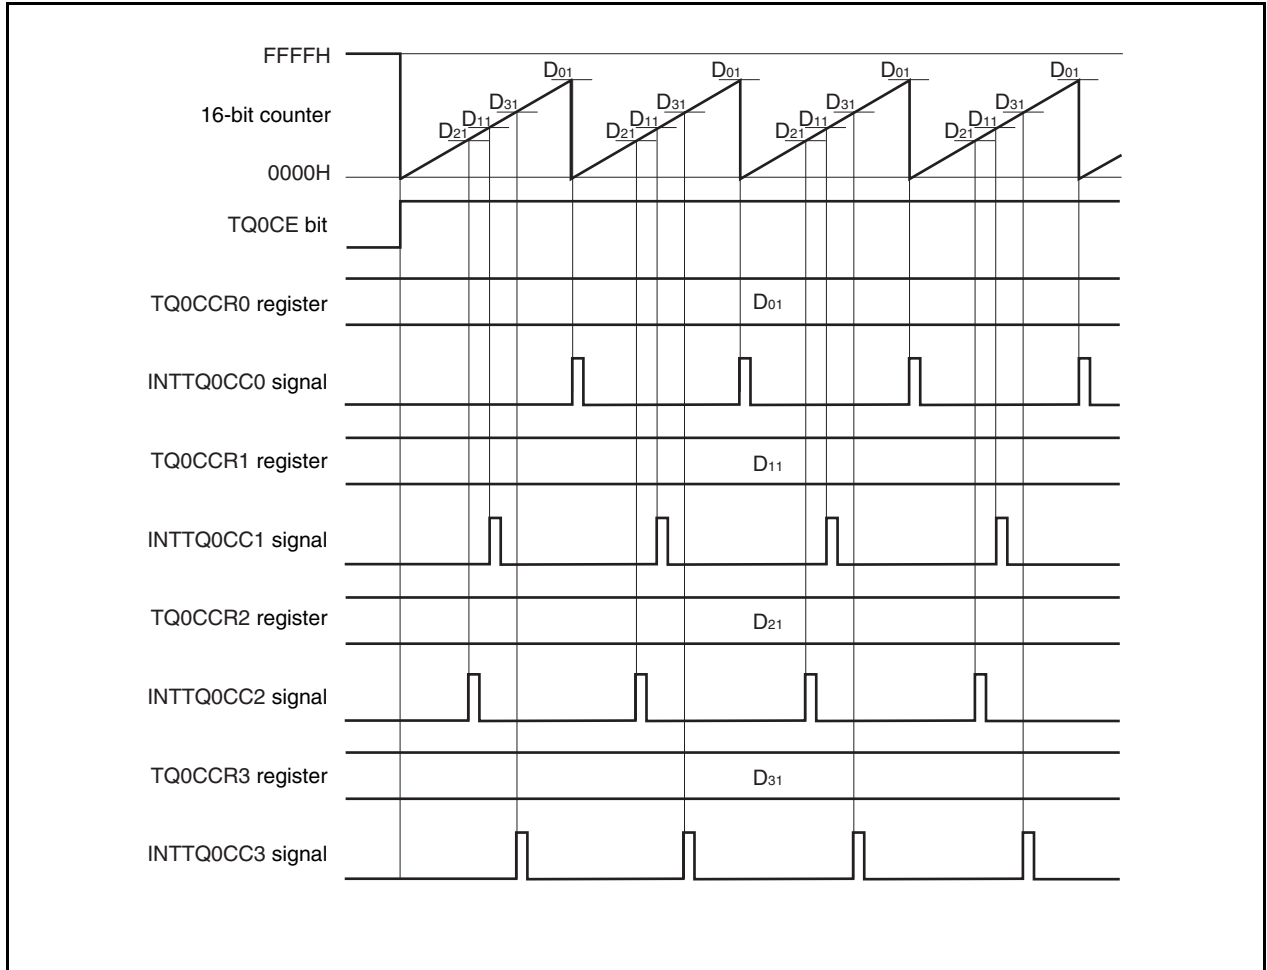 FFFFH
D01 D01 D01 D01
D31 D31 D31 D31
16-bit counter
D11 D11 D11 D11
D21 D21 D21 D21
0000H
TQ0CE bit
TQ0CCR0 register
D01
INTTQ0CC0 signal
TQ0CCR1 register
D11
INTTQ0CC1 signal
TQ0CCR2 register
D21
INTTQ0CC2 signal
TQ0CCR3 register
D31
INTTQ0CC3 signal